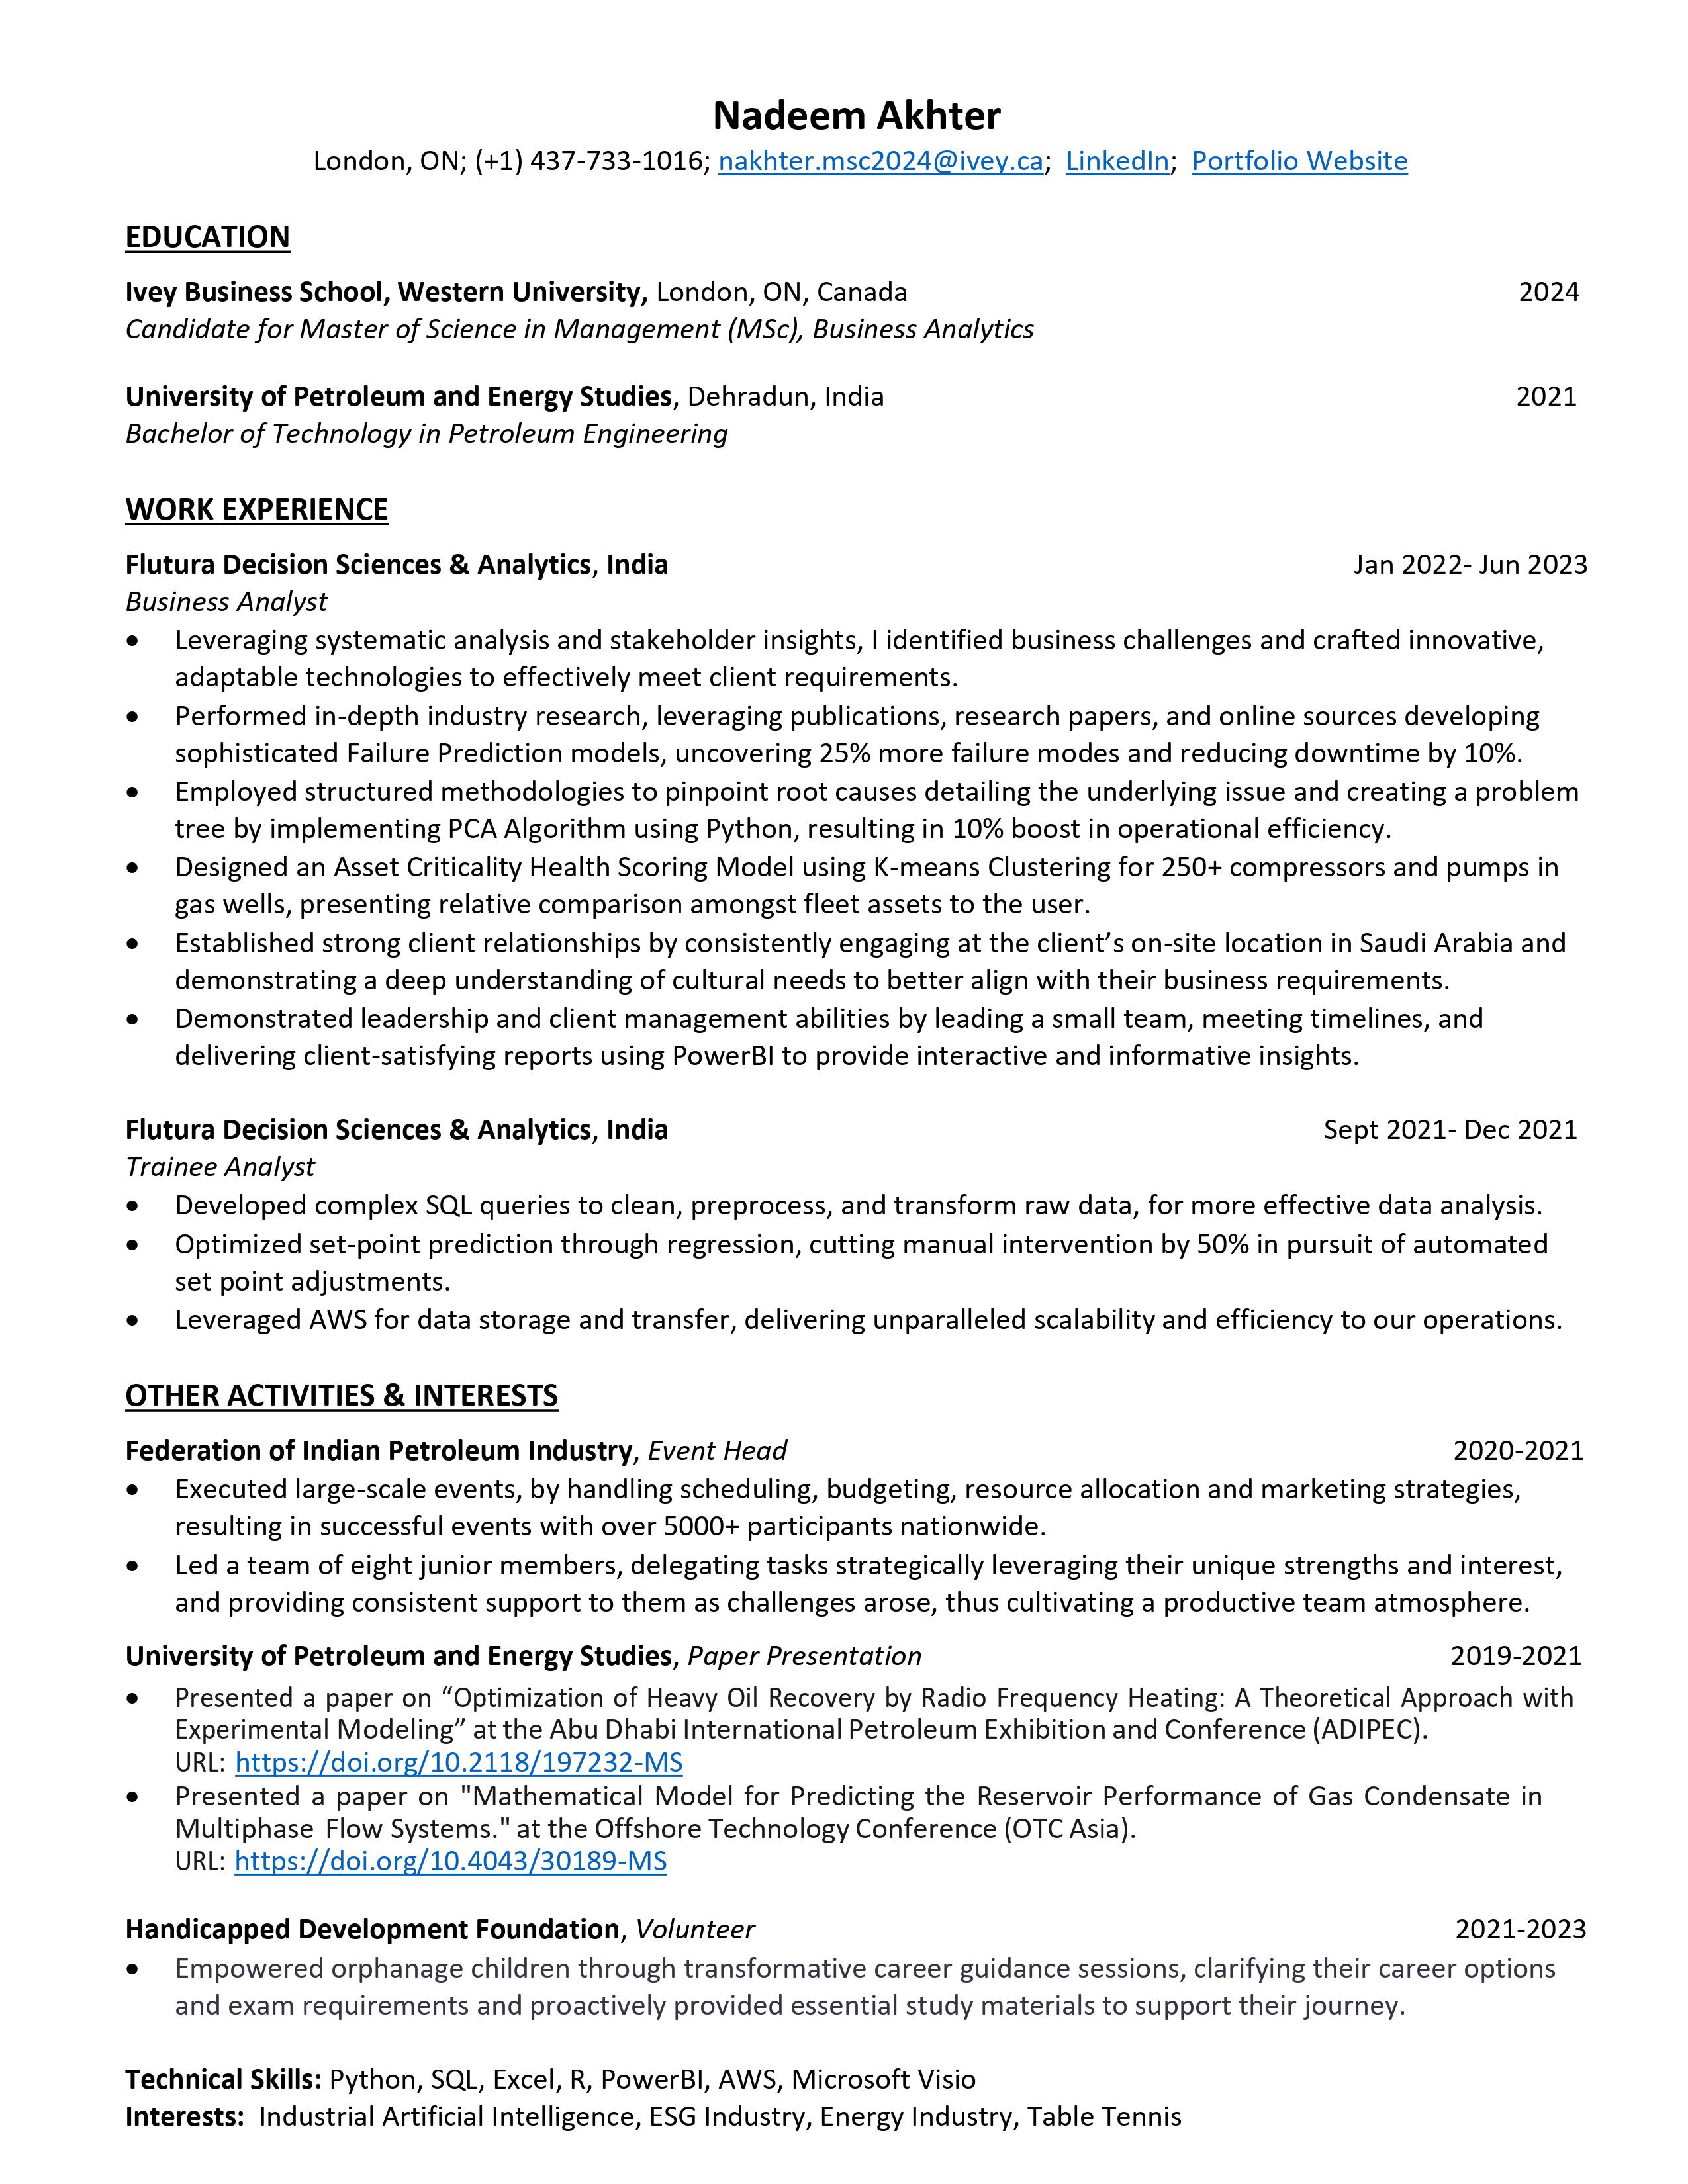 Nadeem Akhter
London, ON; (+1) 437-733-1016; nakhter.msc2024@ivey.ca; LinkedIn; Portfolio Website
EDUCATION
Ivey Business School, Western University, London, ON, Canada 2024
Candidate for Master of Science in Management (MSc), Business Analytics
University of Petroleum and Energy Studies, Dehradun, India 2021
Bachelor of Technology in Petroleum Engineering
WORK EXPERIENCE
Flutura Decision Sciences & Analytics, India Jan 2022- Jun 2023
Business Analyst
• Leveraging systematic analysis and stakeholder insights, I identified business challenges and crafted innovative,
adaptable technologies to effectively meet client requirements.
• Performed in-depth industry research, leveraging publications, research papers, and online sources developing
sophisticated Failure Prediction models, uncovering 25% more failure modes and reducing downtime by 10%.
• Employed structured methodologies to pinpoint root causes detailing the underlying issue and creating a problem
tree by implementing PCA Algorithm using Python, resulting in 10% boost in operational efficiency.
• Designed an Asset Criticality Health Scoring Model using K-means Clustering for 250+ compressors and pumps in
gas wells, presenting relative comparison amongst fleet assets to the user.
• Established strong client relationships by consistently engaging at the client’s on-site location in Saudi Arabia and
demonstrating a deep understanding of cultural needs to better align with their business requirements.
• Demonstrated leadership and client management abilities by leading a small team, meeting timelines, and
delivering client-satisfying reports using PowerBI to provide interactive and informative insights.
Flutura Decision Sciences & Analytics, India Sept 2021- Dec 2021
Trainee Analyst
• Developed complex SQL queries to clean, preprocess, and transform raw data, for more effective data analysis.
• Optimized set-point prediction through regression, cutting manual intervention by 50% in pursuit of automated
set point adjustments.
• Leveraged AWS for data storage and transfer, delivering unparalleled scalability and efficiency to our operations.
OTHER ACTIVITIES & INTERESTS
Federation of Indian Petroleum Industry, Event Head 2020-2021
• Executed large-scale events, by handling scheduling, budgeting, resource allocation and marketing strategies,
resulting in successful events with over 5000+ participants nationwide.
• Led a team of eight junior members, delegating tasks strategically leveraging their unique strengths and interest,
and providing consistent support to them as challenges arose, thus cultivating a productive team atmosphere.
University of Petroleum and Energy Studies, Paper Presentation 2019-2021
• Presented a paper on “Optimization of Heavy Oil Recovery by Radio Frequency Heating: A Theoretical Approach with
Experimental Modeling” at the Abu Dhabi International Petroleum Exhibition and Conference (ADIPEC).
URL: https://doi.org/10.2118/197232-MS
• Presented a paper on "Mathematical Model for Predicting the Reservoir Performance of Gas Condensate in
Multiphase Flow Systems." at the Offshore Technology Conference (OTC Asia).
URL: https://doi.org/10.4043/30189-MS
Handicapped Development Foundation, Volunteer 2021-2023
• Empowered orphanage children through transformative career guidance sessions, clarifying their career options
and exam requirements and proactively provided essential study materials to support their journey.
Technical Skills: Python, SQL, Excel, R, PowerBI, AWS, Microsoft Visio
Interests: Industrial Artificial Intelligence, ESG Industry, Energy Industry, Table Tennis